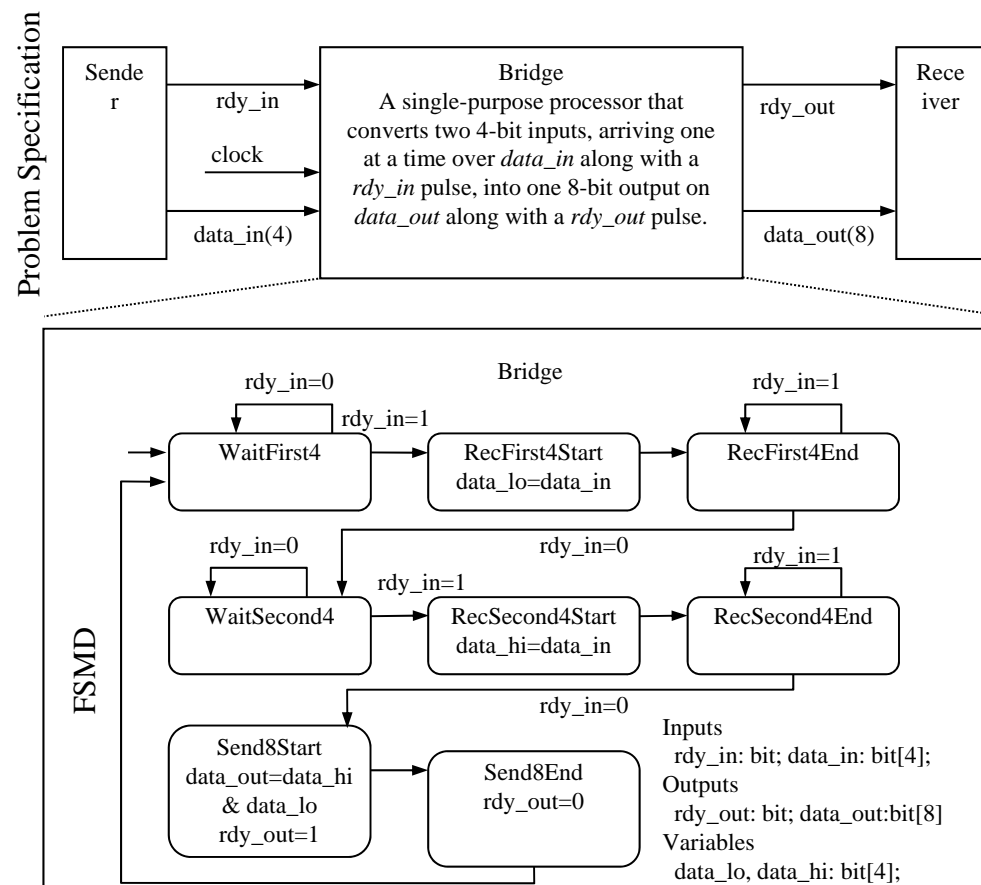 Problem Specification
Sende
r
rdy_in
clock
data_in(4)
Bridge
A single-purpose processor that
converts two 4-bit inputs, arriving one
at a time over data_in along with a
rdy_in pulse, into one 8-bit output on
data_out along with a rdy_out pulse.
rdy_out
data_out(8)
Rece
iver
FSMD
Bridge
rdy_in=0
WaitFirst4
rdy_in=1
RecFirst4Start
data_lo=data_in
rdy_in=1
RecFirst4End
rdy_in=0
rdy_in=0
WaitSecond4
rdy_in=1
RecSecond4Start
data_hi=data_in
rdy_in=1
RecSecond4End
rdy_in=0
Send8Start
data_out=data_hi
& data_lo
rdy_out=1
Send8End
rdy_out=0
Inputs
rdy_in: bit; data_in: bit[4];
Outputs
rdy_out: bit; data_out:bit[8]
Variables
data_lo, data_hi: bit[4];